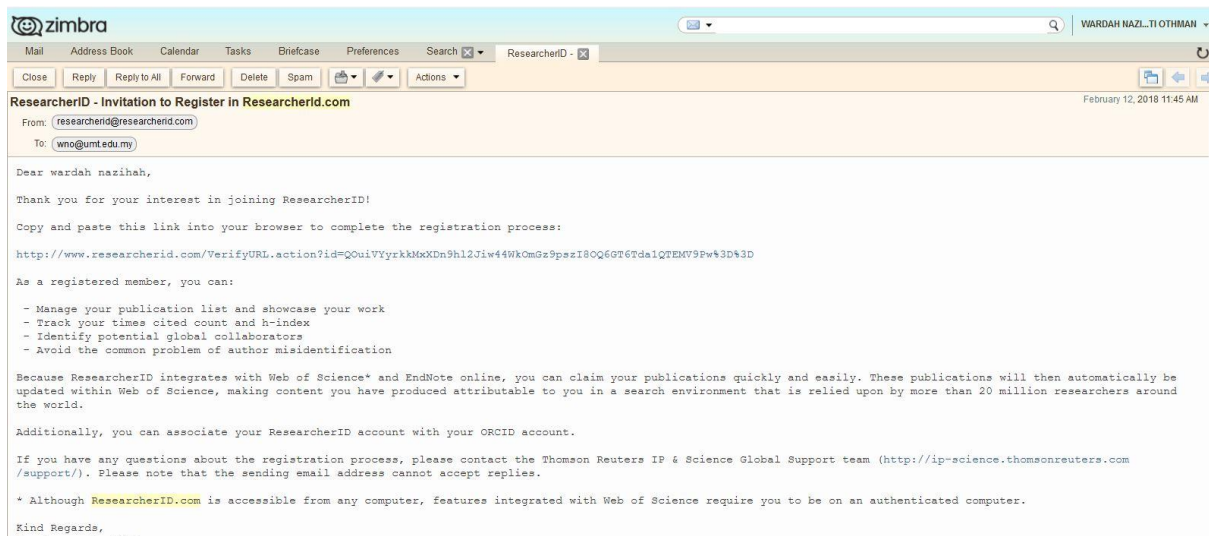 zimbra
WARDAH NAZI...TI OTHMAN
Mail Address Book Calendar Tasks Briefcase Preferences Search ResearcherID -
Close Reply Reply to All Forward Delete Spam Actions
ResearcherID - Invitation to Register in ResearcherId.com
February 12, 2018 11:45 AM
From: researcherid@researcherid.com
To: wno@umt.edu.my
Dear wardah nazihah,
Thank you for your interest in joining ResearcherID!
Copy and paste this link into your browser to complete the registration process:
http://www.researcherid.com/VerifyURL.action?id=QOuiVYyrkkMxXDn9hl2Jiw44WkOmGz9pszI8OQ6GT6Tda1QTEMV9Pw%3D%3D
As a registered member, you can:
- Manage your publication list and showcase your work
- Track your times cited count and h-index
- Identify potential global collaborators
- Avoid the common problem of author misidentification
Because ResearcherID integrates with Web of Science* and EndNote online, you can claim your publications quickly and easily. These publications will then automatically be
updated within Web of Science, making content you have produced attributable to you in a search environment that is relied upon by more than 20 million researchers around
the world.
Additionally, you can associate your ResearcherID account with your ORCID account.
If you have any questions about the registration process, please contact the Thomson Reuters IP & Science Global Support team (http://ip-science.thomsonreuters.com
/support/). Please note that the sending email address cannot accept replies.
* Although ResearcherID.com is accessible from any computer, features integrated with Web of Science require you to be on an authenticated computer.
Kind Regards,